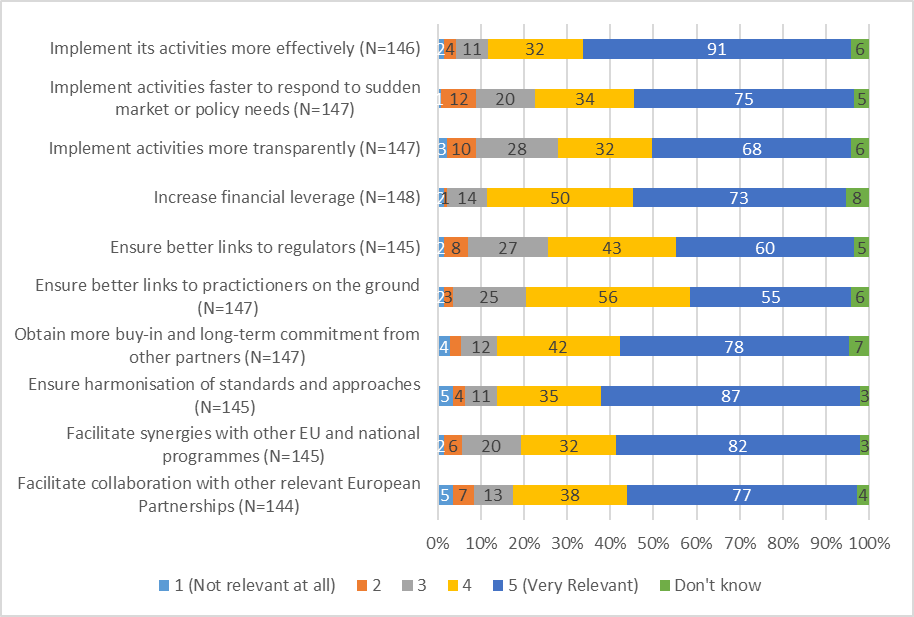 Implement its activities more effectively (N=146)
2 4 11 32 91 6
Implement activities faster to respond to sudden
market or policy needs (N=147)
1 12 20 34 75 5
Implement activities more transparently (N=147)
3 10 28 32 68 6
Increase financial leverage (N=148)
2 1 14 50 73 8
Ensure better links to regulators (N=145)
2 8 27 43 60 5
Ensure better links to practictioners on the ground
(N=147)
2 3 25 56 55 6
Obtain more buy-in and long-term commitment from
other partners (N=147)
4 12 42 78 7
Ensure harmonisation of standards and approaches
(N=145)
5 4 11 35 87 3
Facilitate synergies with other EU and national
programmes (N=145)
2 6 20 32 82 3
Facilitate collaboration with other relevant European
Partnerships (N=144)
5 7 13 38 77 4
0% 10% 20% 30% 40% 50% 60% 70% 80% 90% 100%
1 (Not relevant at all) 2 3 4 5 (Very Relevant) Don't know